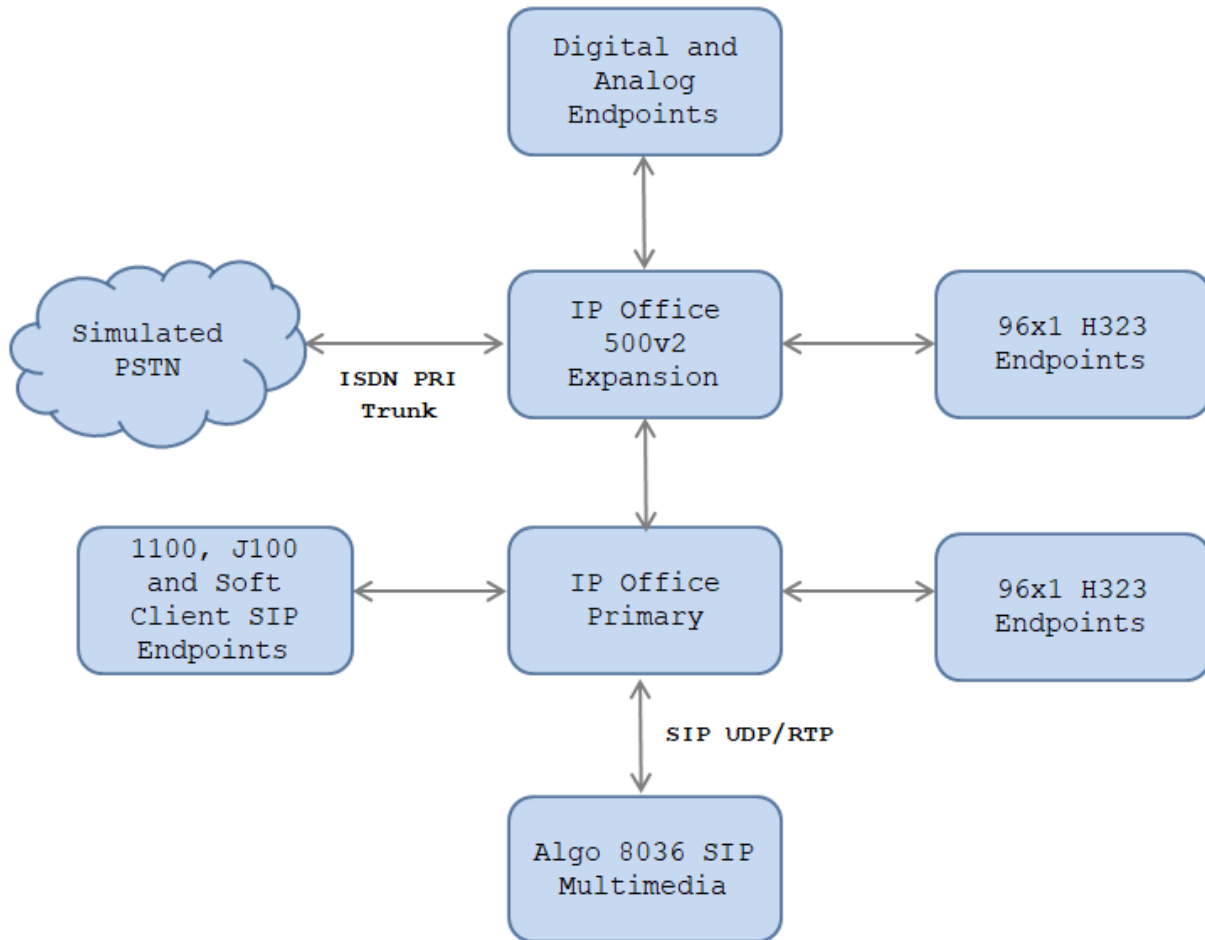 Digital and
Analog
Endpoints
Simulated
PSTN
ISDN PRI
Trunk
IP Office
500v2
Expansion
96x1 H323
Endpoints
1100, J100
and Soft
Client SIP
Endpoints
IP Office
Primary
96x1 H323
Endpoints
SIP UDP/RTP
Algo 8036 SIP
Multimedia